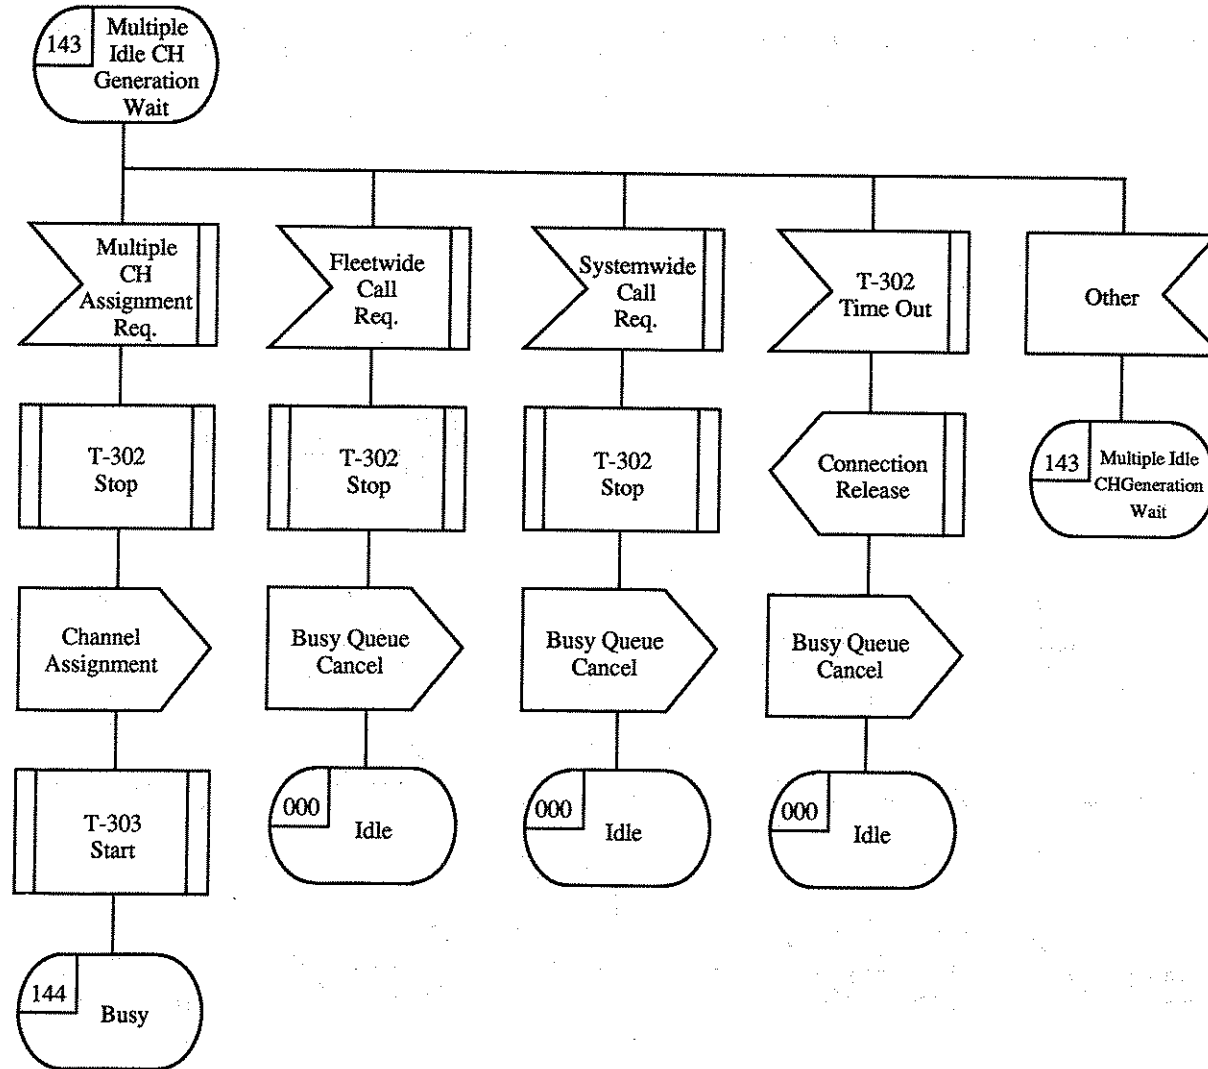 143
Multiple
Idle CH
Generation
Wait
Multiple
CH
Assignment
Req.
Fleetwide
Call
Req.
Systemwide
Call
Req.
T-302
Time Out
Other
T-302
Stop
T-302
Stop
T-302
Stop
Connection
Release
143
Multiple Idle
CHGeneration
Wait
Channel
Assignment
Busy Queue
Cancel
Busy Queue
Cancel
Busy Queue
Cancel
T-303
Start
000
Idle
000
Idle
000
Idle
144
Busy